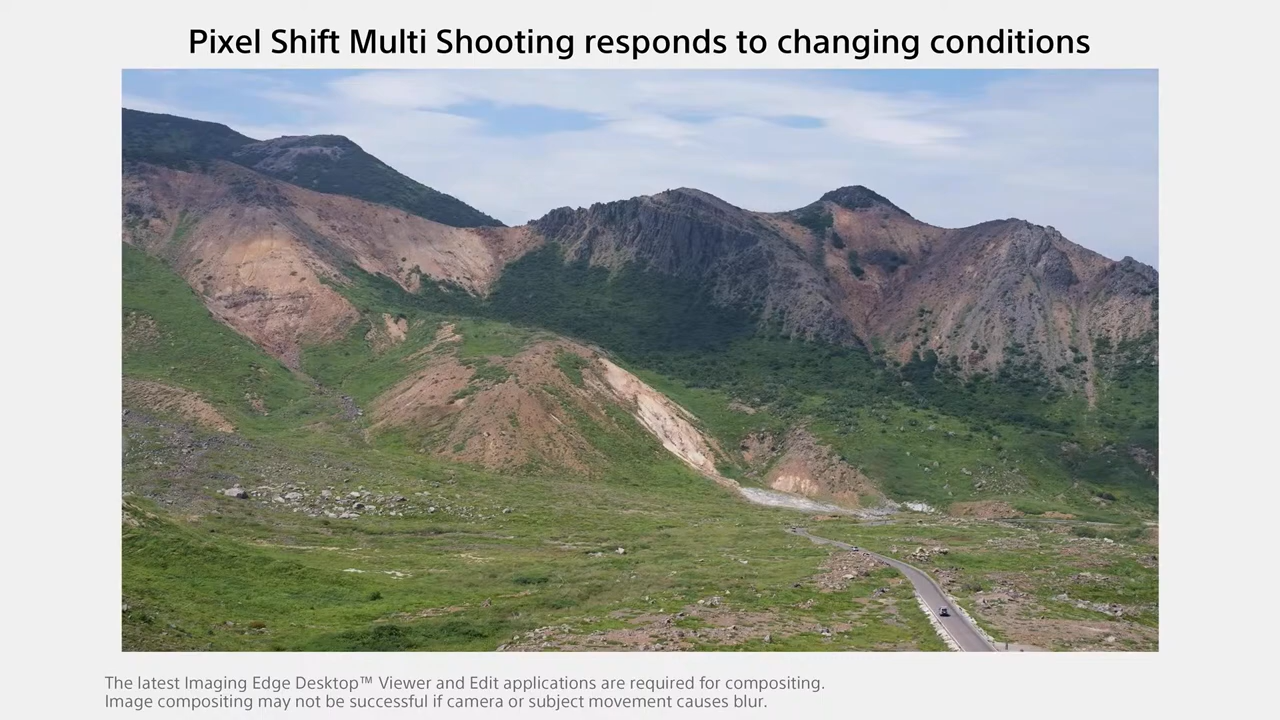 Pixel Shift Multi Shooting responds to changing conditions
The latest Imaging Edge Desktop™ Viewer and Edit applications are required for compositing.
Image compositing may not be successful if camera or subject movement causes blur.